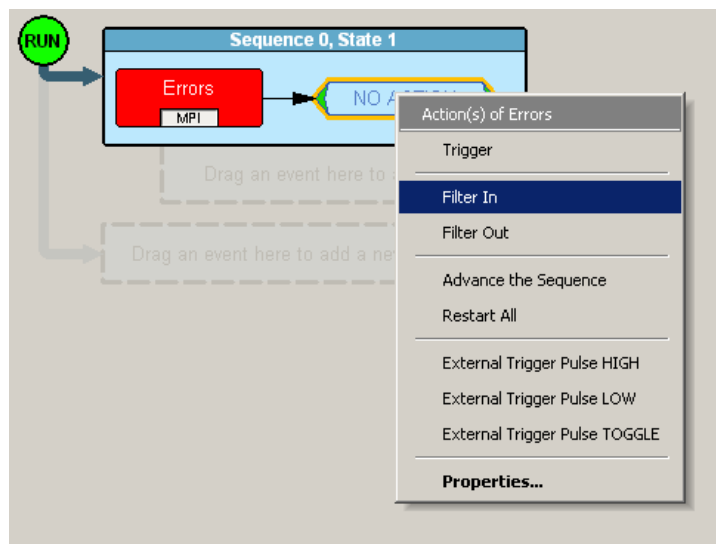 RUN
Sequence 0, State 1
Errors
MPI
NO ACTION
Action(s) of Errors
Trigger
Drag an event here to
Filter In
Filter Out
Drag an event here to add a ne
Advance the Sequence
Restart All
External Trigger Pulse HIGH
External Trigger Pulse LOW
External Trigger Pulse TOGGLE
Properties...